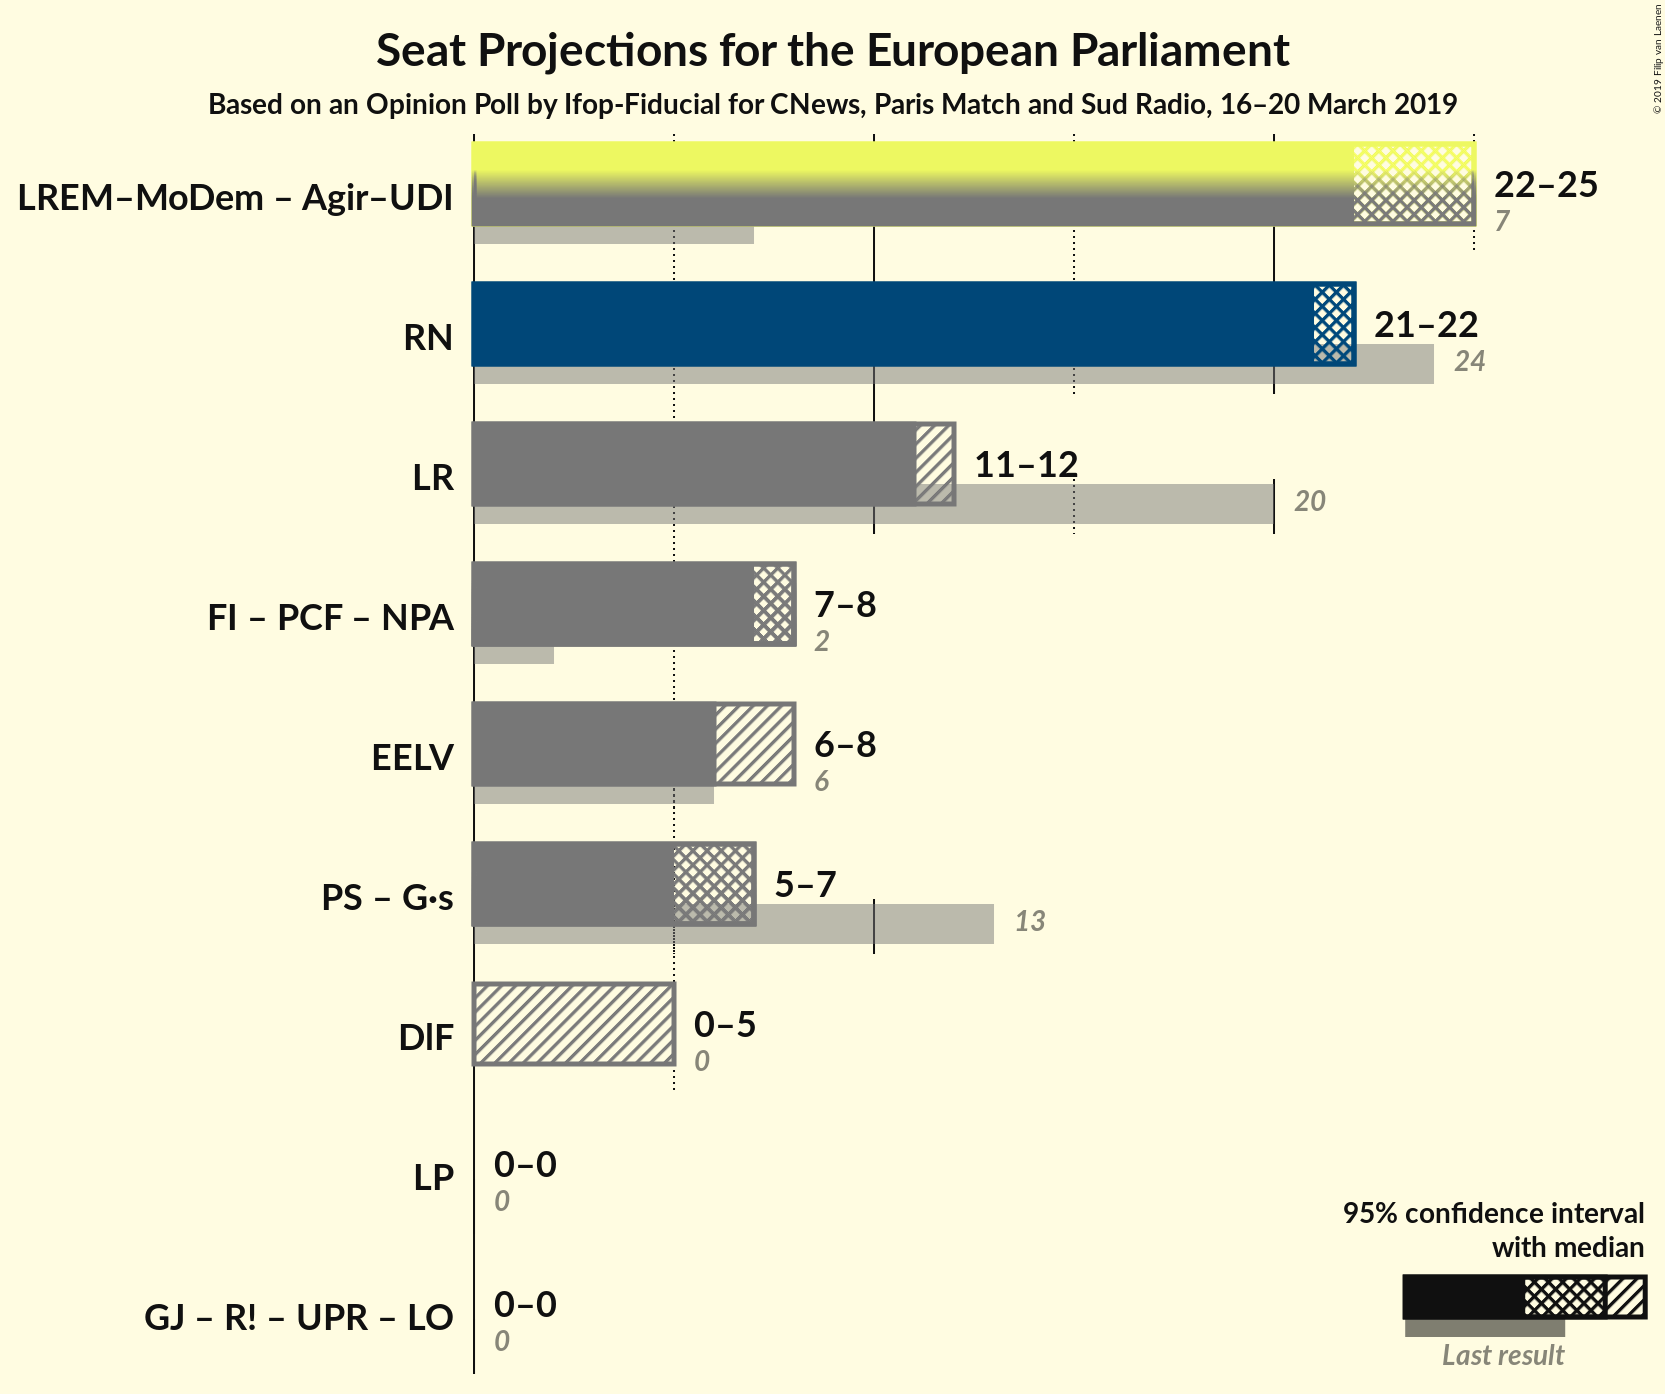 Seat Projections for the European Parliament
Based on an Opinion Poll by Ifop-Fiducial for CNews, Paris Match and Sud Radio, 16–20 March 2019
© 2019 Filip van Laenen
LREM–MoDem – Agir–UDI
22–25
7
RN
21–22
24
LR
11–12
20
FI – PCF – NPA
7–8
2
EELV
6–8
6
PS – G·s
5–7
13
DlF
0–5
0
LP
0–0
0
GJ – R! – UPR – LO
0–0
0
95% confidence interval
with median
Last result